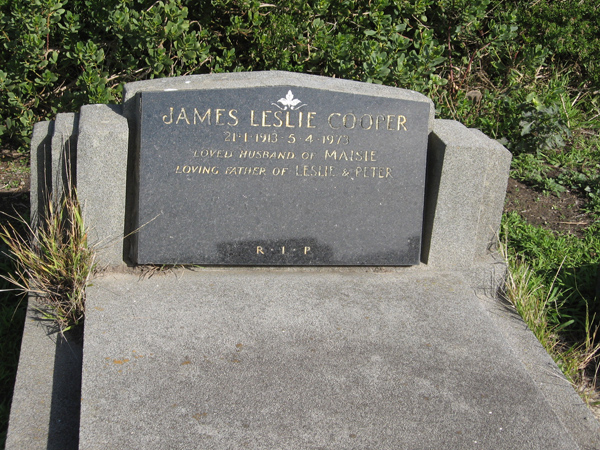 JAMES LESLIE COOPER
21·1·1913·5·4·1973
LOVED HUSBAND OF MAISIE
LOVING FATHER OF LESLIE & PETER
R·I·P